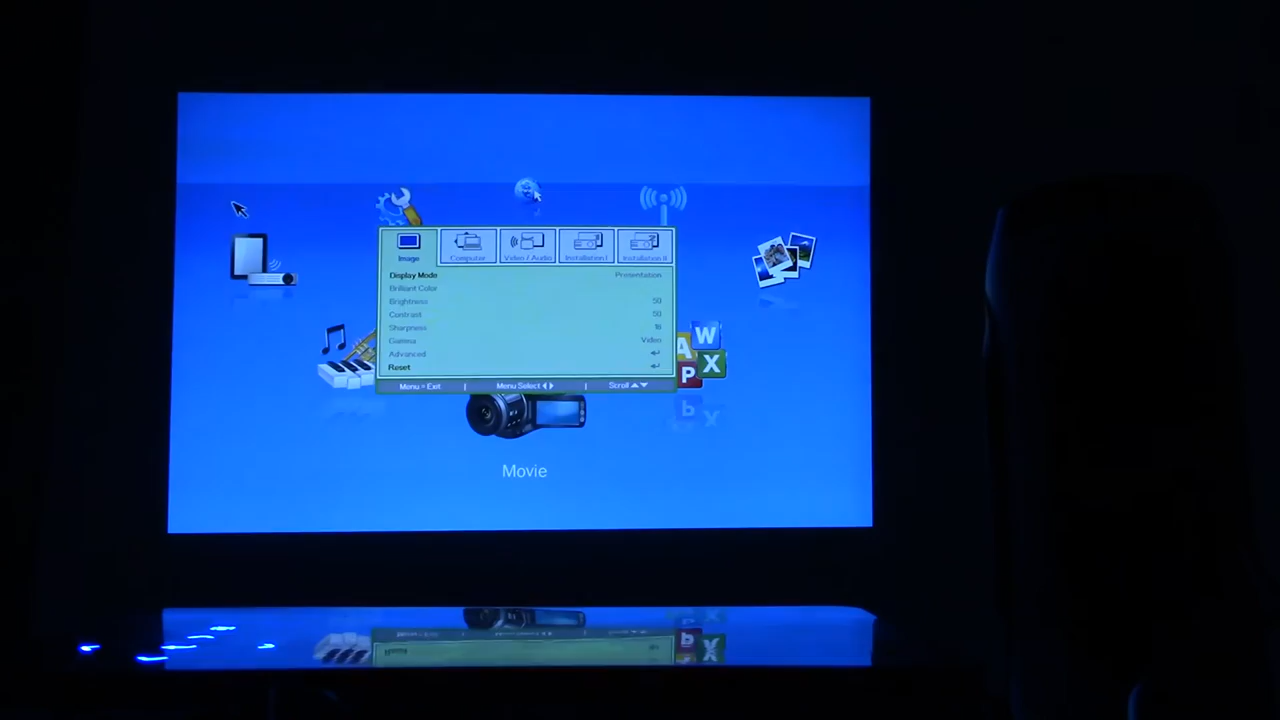 Image
Computer
Video / Audio
Installation I
Installation II
Display Mode Presentation
Brilliant Color
Brightness 50
Contrast 50
Sharpness 16
Gamma Video
Advanced
Reset
Menu = Exit | Menu Select | Scroll
A W
P X
Movie